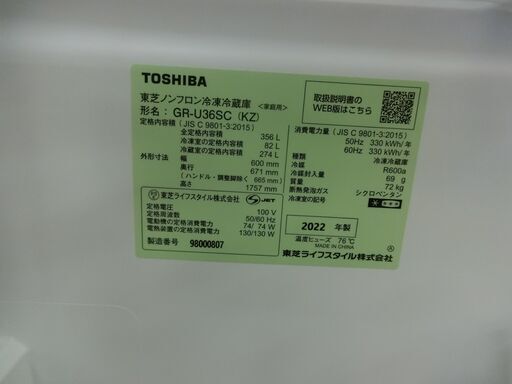 TOSHIBA
東芝ノンフロン冷凍冷蔵庫 <家庭用>
形名: GR-U36SC (KZ)
定格内容積 (JIS C 9801-3:2015)
全定格内容積 356 L
冷凍室の定格内容積 82 L
冷蔵室の定格内容積 274 L
外形寸法 幅 600 mm
奥行 671 mm
(ハンドル・調整脚除く 665 mm)
高さ 1757 mm
東芝ライフスタイル株式会社 S-JET
定格電圧 100 V
定格周波数 50/60 Hz
電動機の定格消費電力 74/ 74 W
電熱装置の定格消費電力 130/130 W
製造番号 98000807
取扱説明書の
WEB版はこちら
消費電力量 (JIS C 9801-3:2015)
50Hz 330 kWh/年
60Hz 330 kWh/年
種類 冷凍冷蔵庫
冷媒 R600a
冷媒封入量 69 g
質量 72 kg
断熱発泡ガス シクロペンタン
冷凍室の記号
2022 年製
温度ヒューズ 76℃
MADE IN CHINA
東芝ライフスタイル株式会社